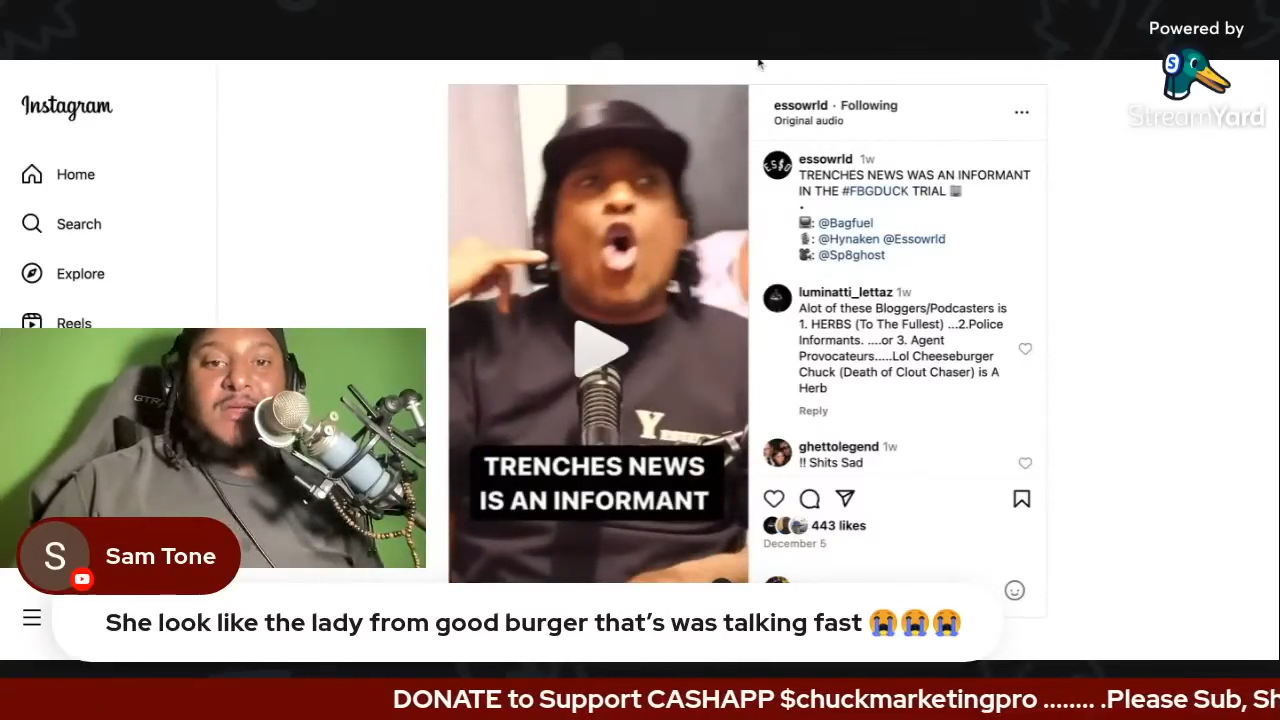 Powered by
S
StreamYard
Instagram
Home
Search
Explore
Reels
TRENCHES NEWS
IS AN INFORMANT
essowrld · Following
Original audio
essowrld 1w
TRENCHES NEWS WAS AN INFORMANT
IN THE #FBGDUCK TRIAL
.
: @Bagfuel
: @Hynaken @Essowrld
: @Sp8ghost
luminatti_lettaz 1w
Alot of these Bloggers/Podcasters is
1. HERBS (To The Fullest) ...2.Police
Informants. ....or 3. Agent
Provocateurs.....Lol Cheeseburger
Chuck (Death of Clout Chaser) is A
Herb
Reply
ghettolegend 1w
!! Shits Sad
443 likes
December 5
S
Sam Tone
She look like the lady from good burger that’s was talking fast 😭😭😭
DONATE to Support CASHAPP $chuckmarketingpro ........ .Please Sub, Sh